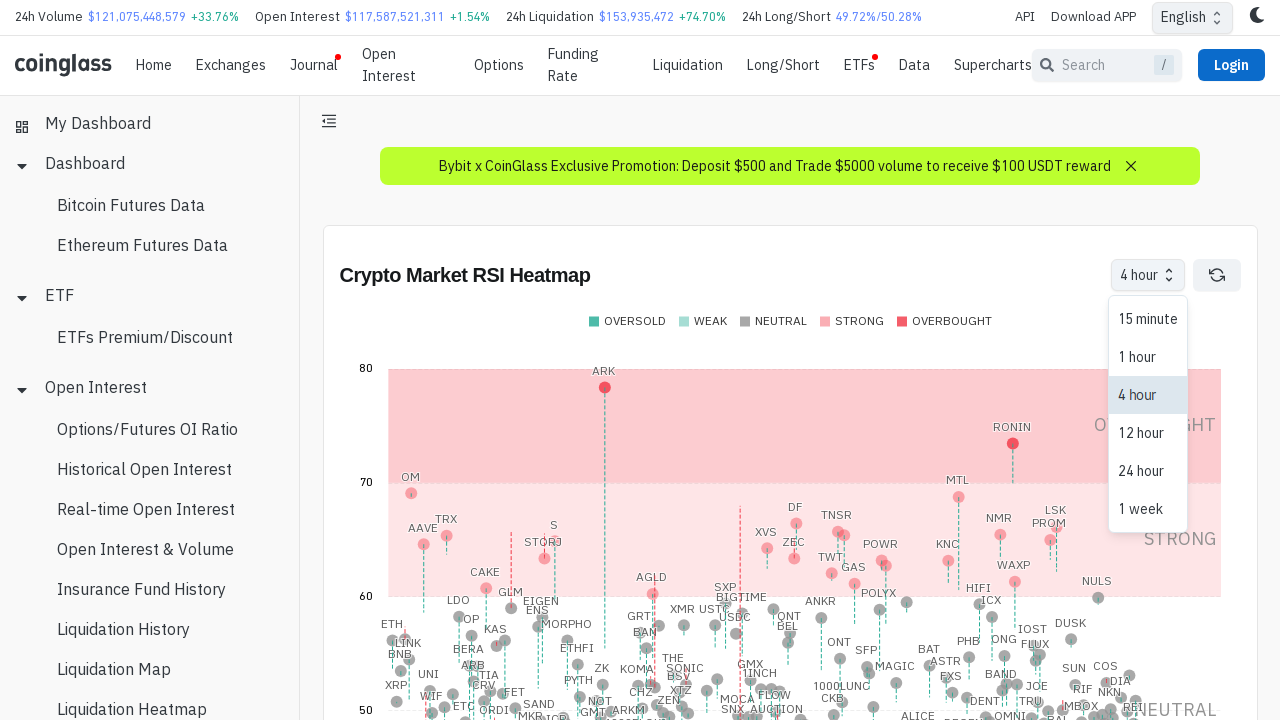 24h Volume $121,075,448,579 +33.76% Open Interest $117,587,521,311 +1.54% 24h Liquidation $153,935,472 +74.70% 24h Long/Short 49.72%/50.28% API Download APP English
coinglass Home Exchanges Journal Open Interest Options Funding Rate Liquidation Long/Short ETFs Data Supercharts Search / Login
My Dashboard
Dashboard
Bitcoin Futures Data
Ethereum Futures Data
ETF
ETFs Premium/Discount
Open Interest
Options/Futures OI Ratio
Historical Open Interest
Real-time Open Interest
Open Interest & Volume
Insurance Fund History
Liquidation History
Liquidation Map
Liquidation Heatmap
Bybit x CoinGlass Exclusive Promotion: Deposit $500 and Trade $5000 volume to receive $100 USDT reward
Crypto Market RSI Heatmap
4 hour
15 minute
1 hour
4 hour
12 hour
24 hour
1 week
OVERSOLD WEAK NEUTRAL STRONG OVERBOUGHT
80
ARK
RONIN
70
OM
MTL
DF
LSK
TRX
TNSR
NMR
PROM
AAVE
S
XVS
STORJ
ZEC
POWR
KNC
STRONG
TWT
GAS
WAXP
CAKE
AGLD
NULS
60
GLM
SXP
HIFI
POLYX
LDO
EIGEN
BIGTIME
ANKR
ICX
ENS
XMR
GRT
USDC
ONT
ETH
OP
KAS
MORPHO
BAN
BEL
DUSK
IOST
LINK
BNB
BERA
ETHFI
ONT
PHB
ONG
FLUX
SFP
BAT
THE
ARB
ZK
KOMA
SONIC
GMX
1INCH
MAGIC
ASTR
SUN
COS
UNI
TIA
PYTH
DSV
FXS
BAND
DIA
XRP
CRV
FET
CHZ
XTZ
1000LUNC
JOE
RIF
NKN
WIF
ZEN
MOCA
FLOW
CKB
DENT
TRU
MBOX
REI
ETC
ORDI
SAND
NOT
GMT
ARKM
SNX
AUCTION
ALICE
OMNI
50
NEUTRAL
MKR